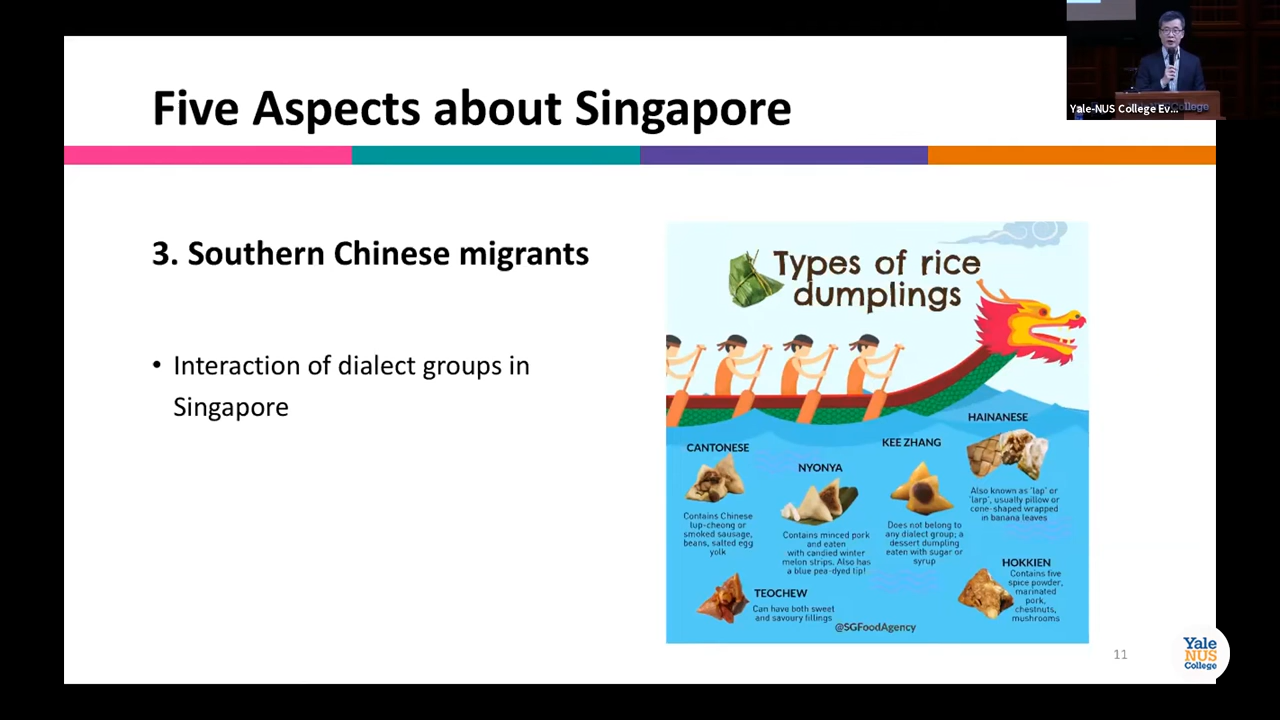 Yale-NUS College Ev...
College
Five Aspects about Singapore
3. Southern Chinese migrants
• Interaction of dialect groups in
Singapore
Types of rice
dumplings
CANTONESE
Contains Chinese
lup-cheong or
smoked sausage,
beans, salted egg
yolk
NYONYA
Contains minced pork
and eaten
with candied winter
melon strips. Also has
a blue pea-dyed tip!
KEE ZHANG
Does not belong to
any dialect group; a
dessert dumpling
eaten with sugar or
syrup
HAINANESE
Also known as 'lap' or
'larp', usually pillow or
cone-shaped wrapped
in banana leaves
TEOCHEW
Can have both sweet
and savoury fillings
HOKKIEN
Contains five
spice powder,
marinated
pork,
chestnuts,
mushrooms
@SGFoodAgency
11
Yale
NUS
College